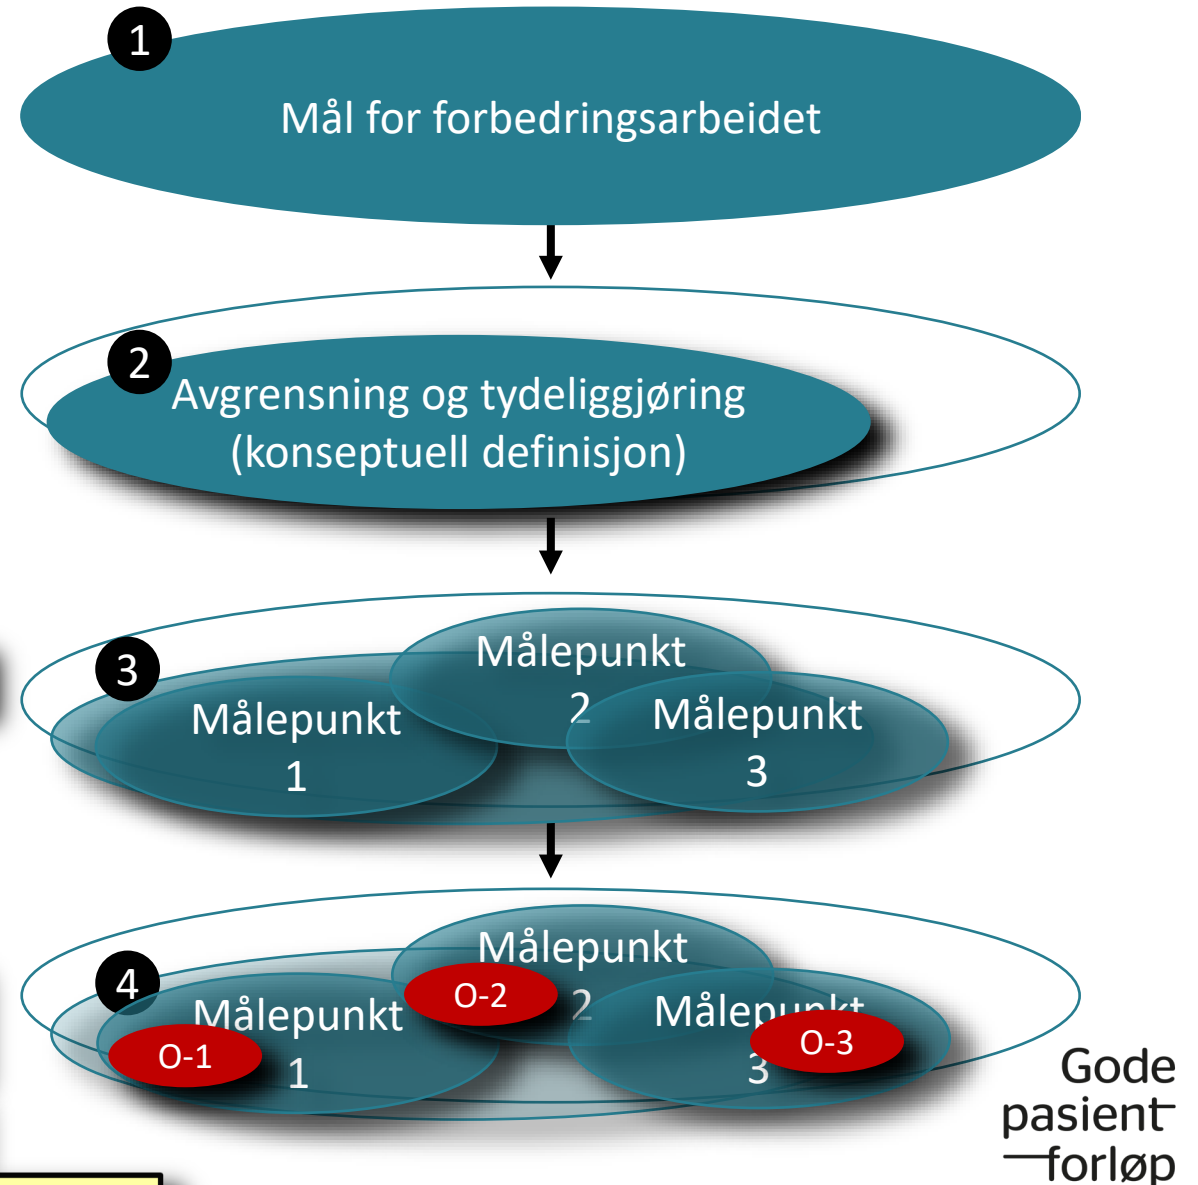 1
Mål for forbedringsarbeidet
2
Avgrensning og tydeliggjøring
(konseptuell definisjon)
3
Målepunkt
2
Målepunkt
1
Målepunkt
3
4
Målepunkt
2
Målepunkt
1
Målepunkt
3
O-1
O-2
O-3
Gode
pasient
forløp